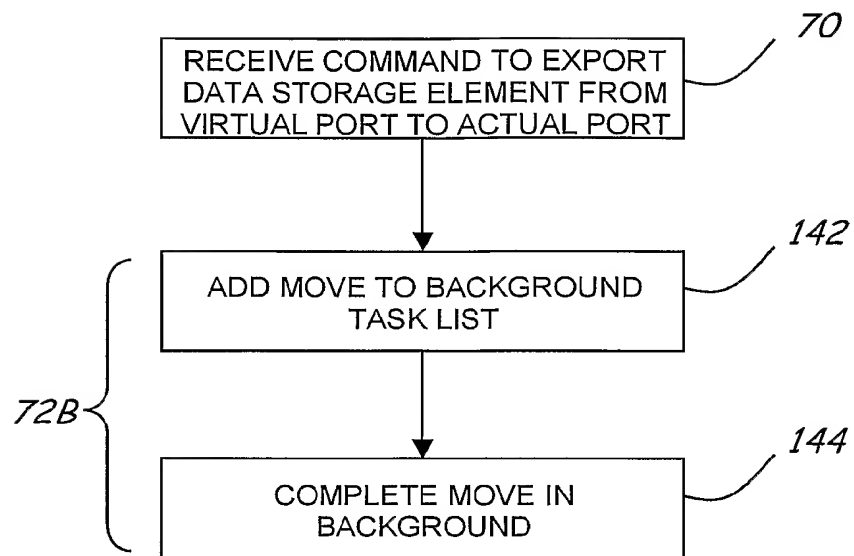 70
RECEIVE COMMAND TO EXPORT
DATA STORAGE ELEMENT FROM
VIRTUAL PORT TO ACTUAL PORT
142
ADD MOVE TO BACKGROUND
TASK LIST
72B
144
COMPLETE MOVE IN
BACKGROUND